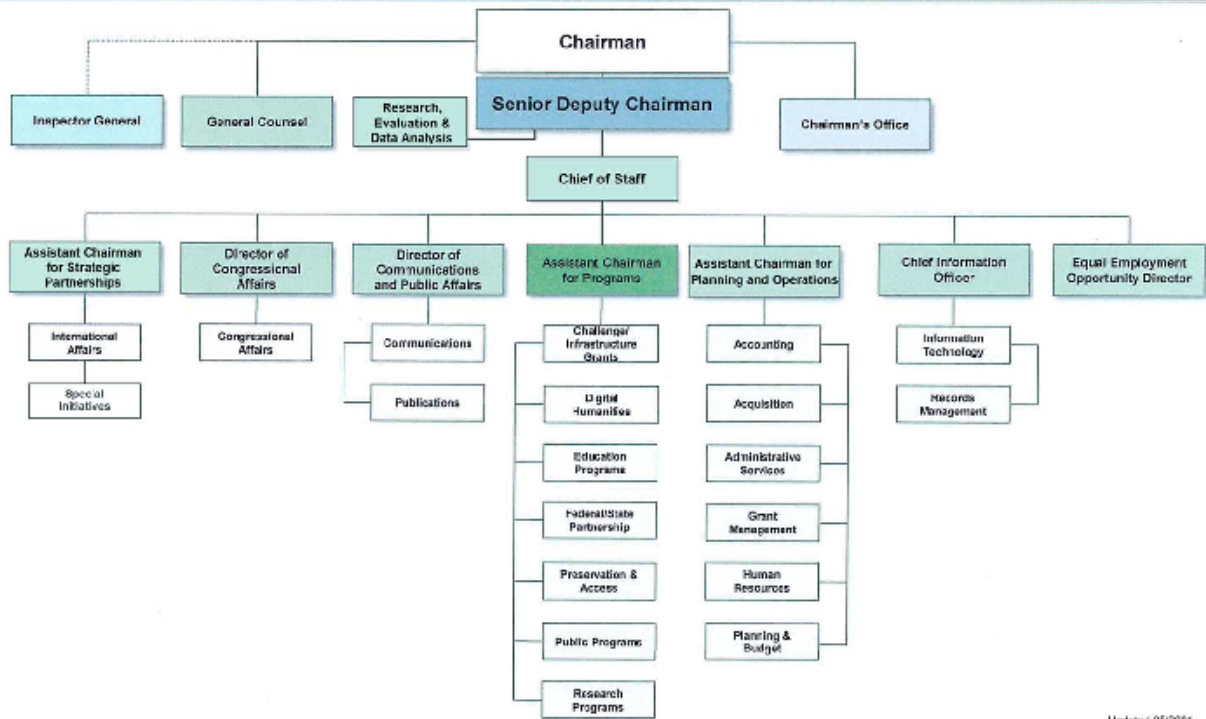 Chairman
Senior Deputy Chairman
Inspector General
General Counsel
Research,
Evaluation &
Data Analysis
Chairman's Office
Chief of Staff
Assistant Chairman
for Strategic
Partnerships
Director of
Congressional
Affairs
Director of
Communications
and Public Affairs
Assistant Chairman
for Programs
Assistant Chairman for
Planning and Operations
Chief Information
Officer
Equal Employment
Opportunity Director
International
Affairs
Special
Initiatives
Congressional
Affairs
Communications
Publications
Challenge/
Infrastructure
Grants
Digital
Humanities
Education
Programs
Federal/State
Partnership
Preservation &
Access
Public Programs
Research
Programs
Accounting
Acquisition
Administrative
Services
Grant
Management
Human
Resources
Planning &
Budget
Information
Technology
Records
Management